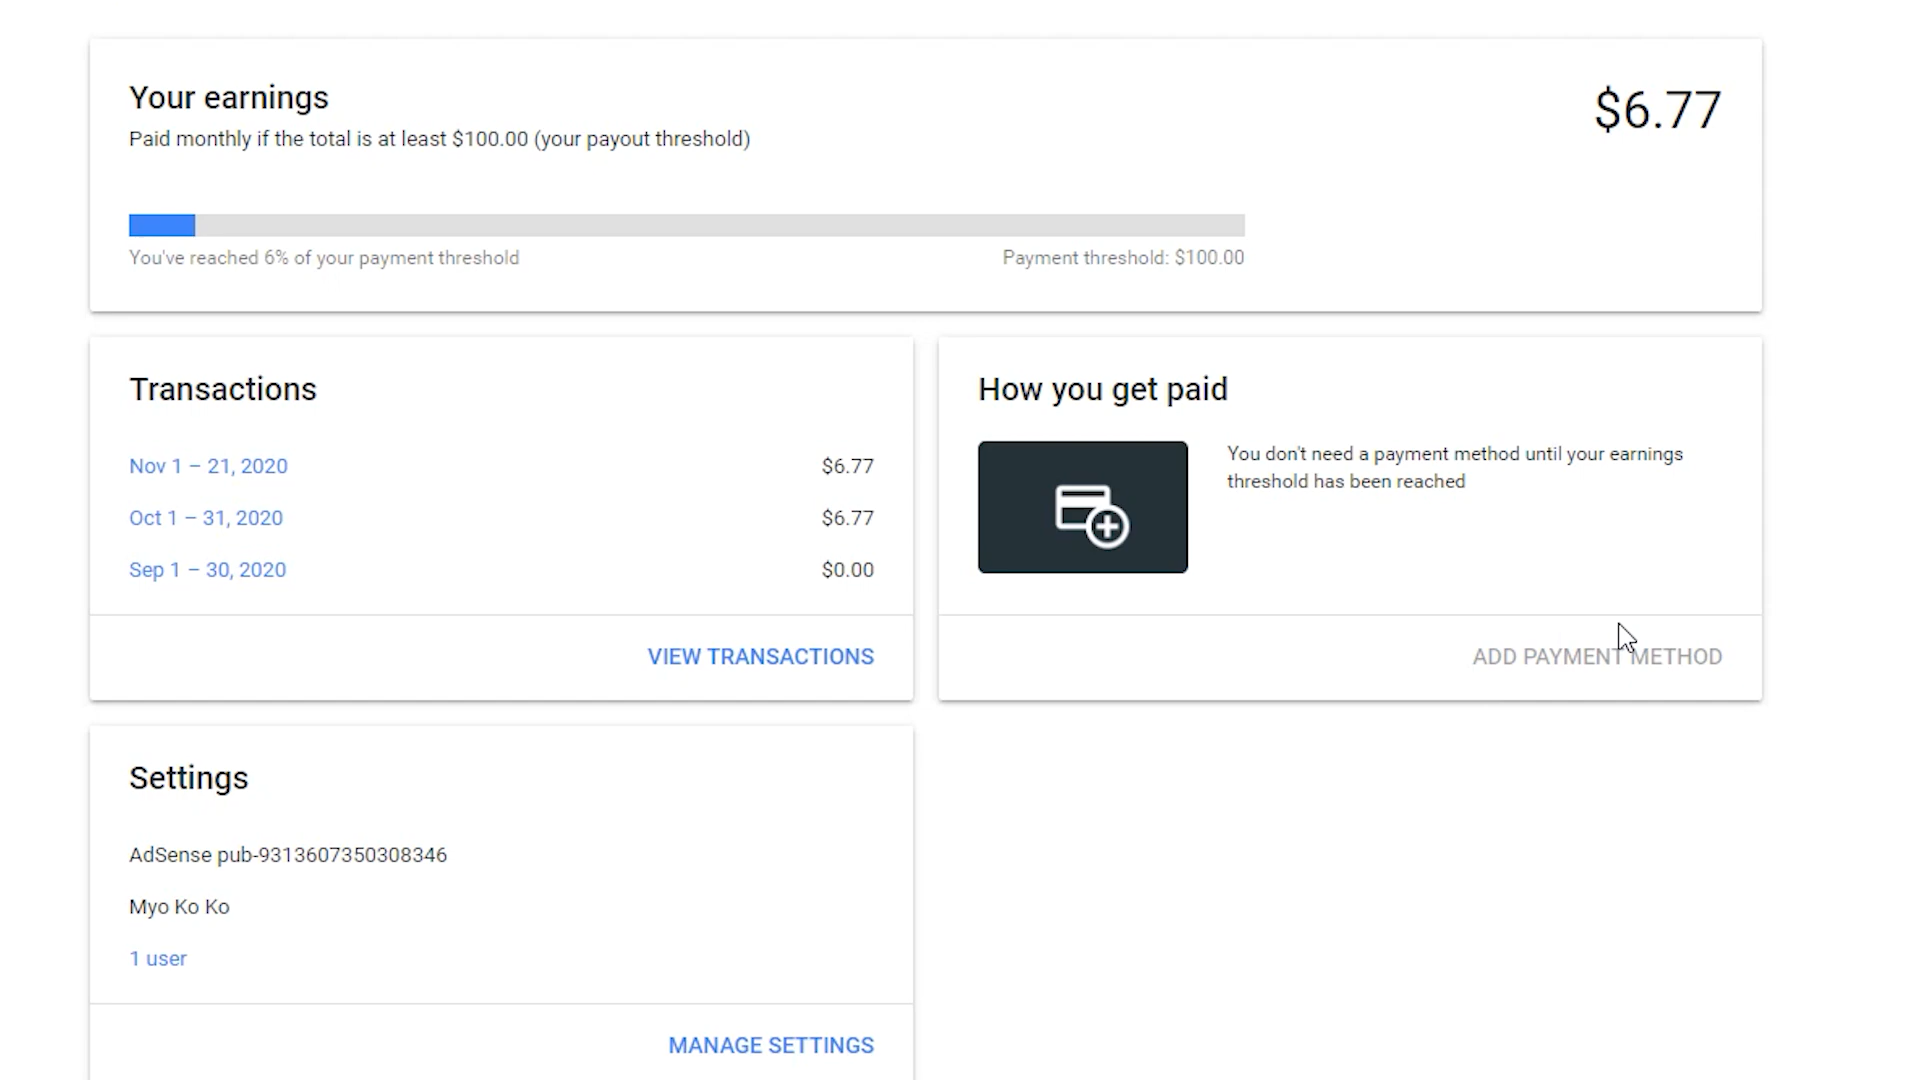 Your earnings
$6.77
Paid monthly if the total is at least $100.00 (your payout threshold)
You've reached 6% of your payment threshold
Payment threshold: $100.00
Transactions
Nov 1 – 21, 2020 $6.77
Oct 1 – 31, 2020 $6.77
Sep 1 – 30, 2020 $0.00
VIEW TRANSACTIONS
How you get paid
You don't need a payment method until your earnings
threshold has been reached
ADD PAYMENT METHOD
Settings
AdSense pub-9313607350308346
Myo Ko Ko
1 user
MANAGE SETTINGS